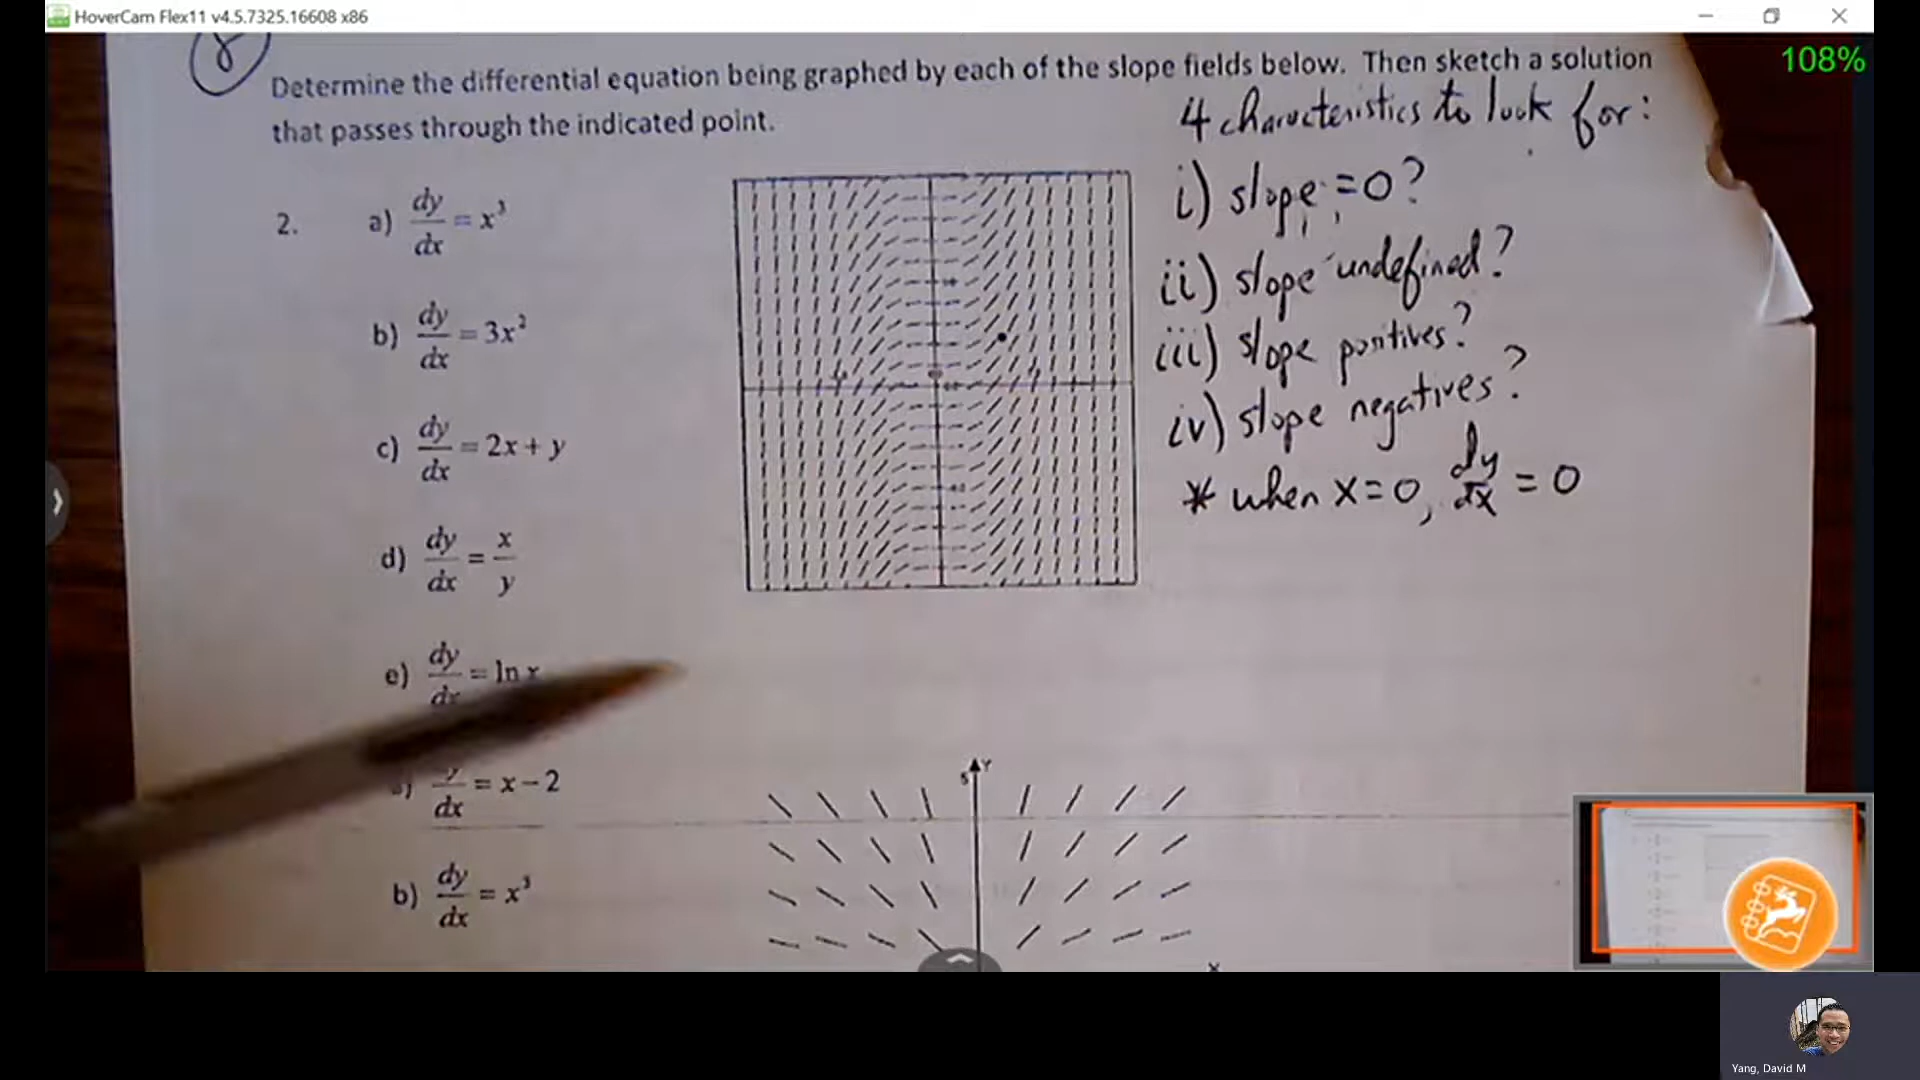 HoverCam Flex11 v4.5.7325.16608 x86
108%
8
Determine the differential equation being graphed by each of the slope fields below. Then sketch a solution
that passes through the indicated point.
4 characteristics to look for:
i) slope = 0?
ii) slope undefined?
iii) slope positives?
iv) slope negatives?
* when x=0, dy/dx = 0
2. a) dy/dx = x³
b) dy/dx = 3x²
c) dy/dx = 2x + y
d) dy/dx = x/y
e) dy/dx = ln x
= x - 2
dx
b) dy/dx = x³
5 Y
X
Yang, David M